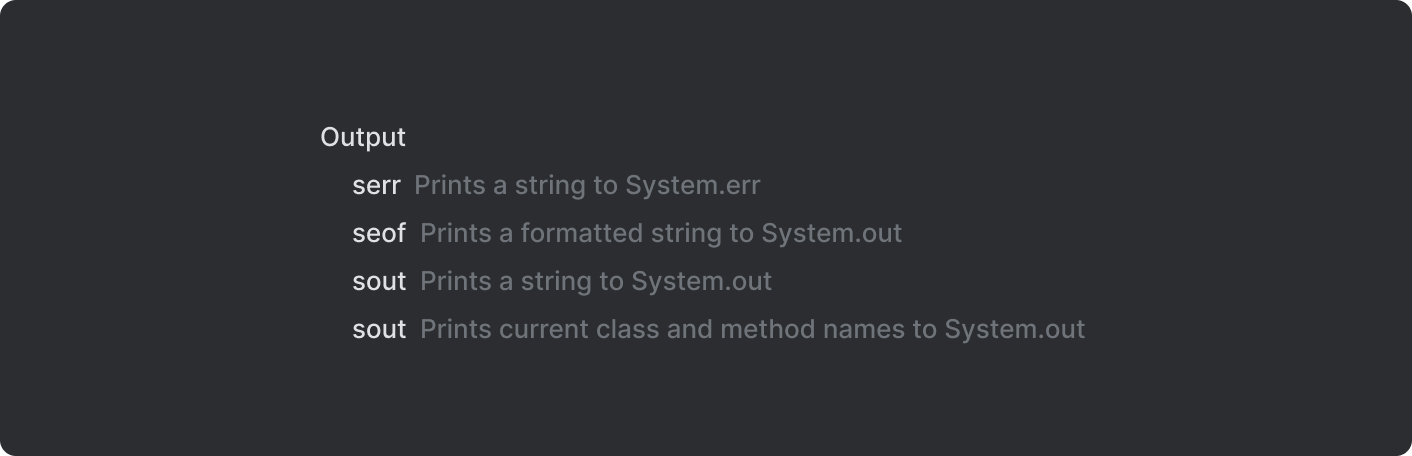 Output
serr Prints a string to System.err
seof Prints a formatted string to System.out
sout Prints a string to System.out
sout Prints current class and method names to System.out